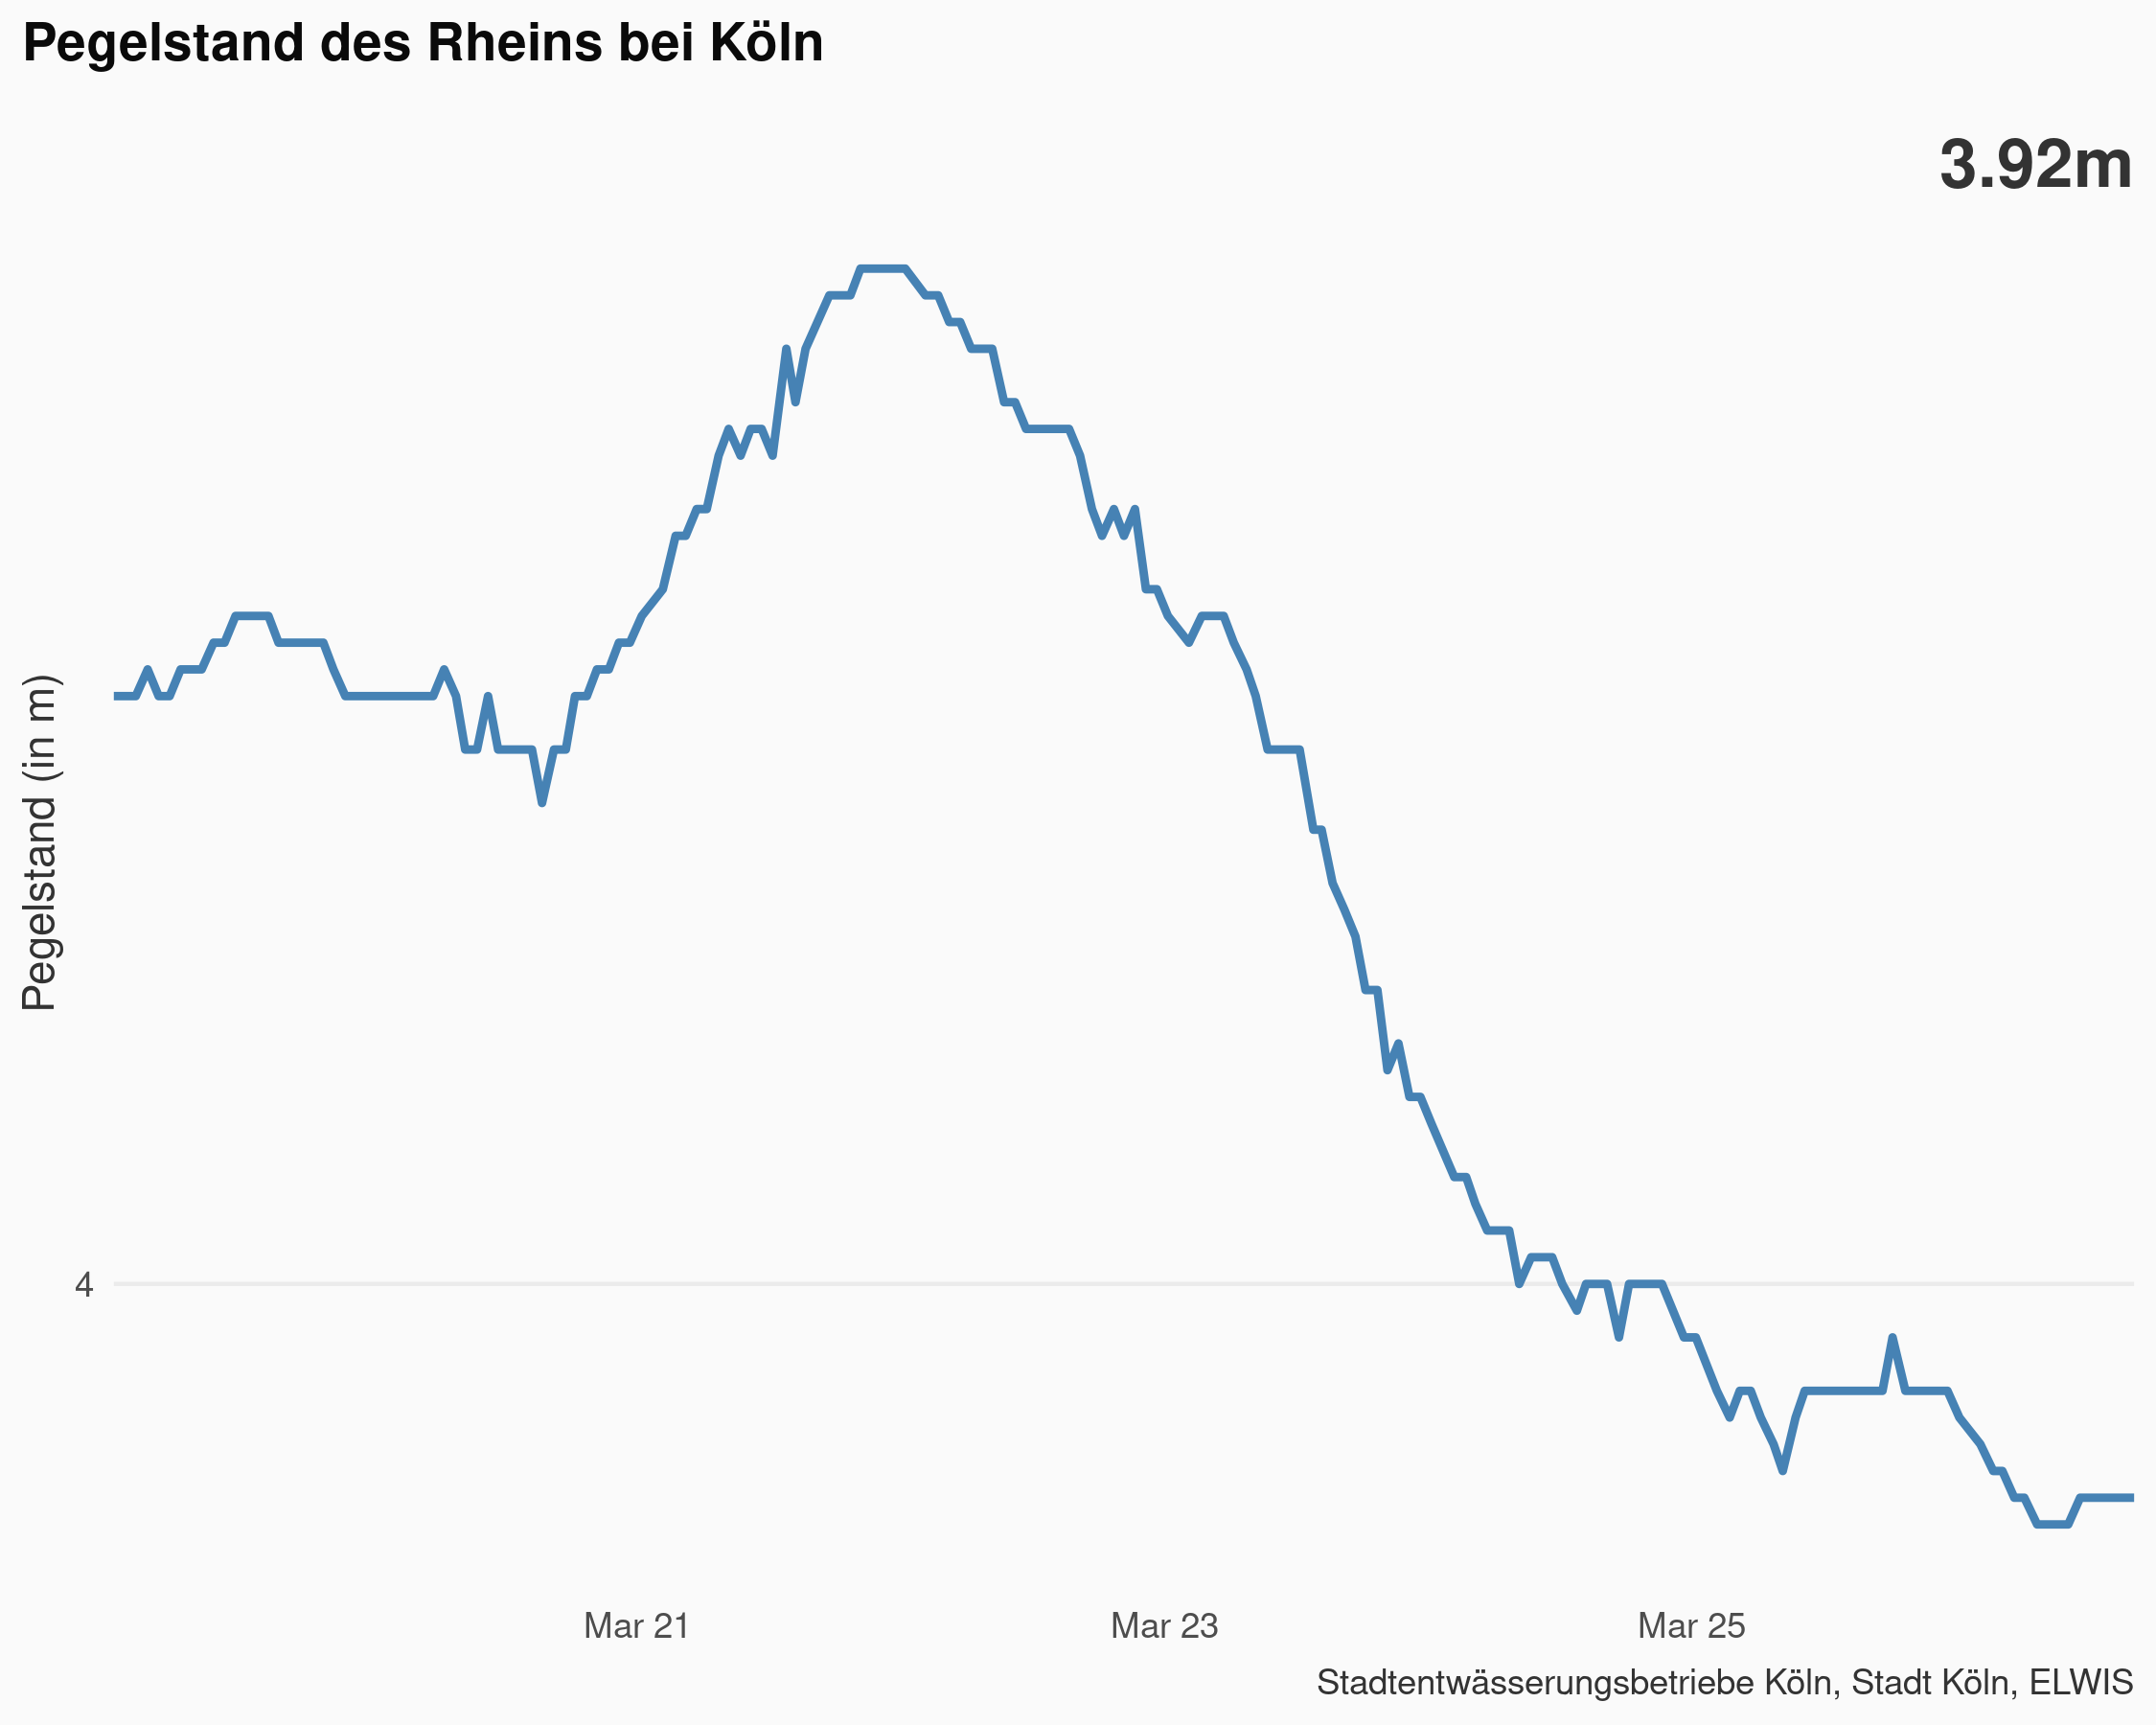 Pegelstand des Rheins bei Köln
3.92m
Pegelstand (in m)
4
Mar 21
Mar 23
Mar 25
Stadtentwässerungsbetriebe Köln, Stadt Köln, ELWIS